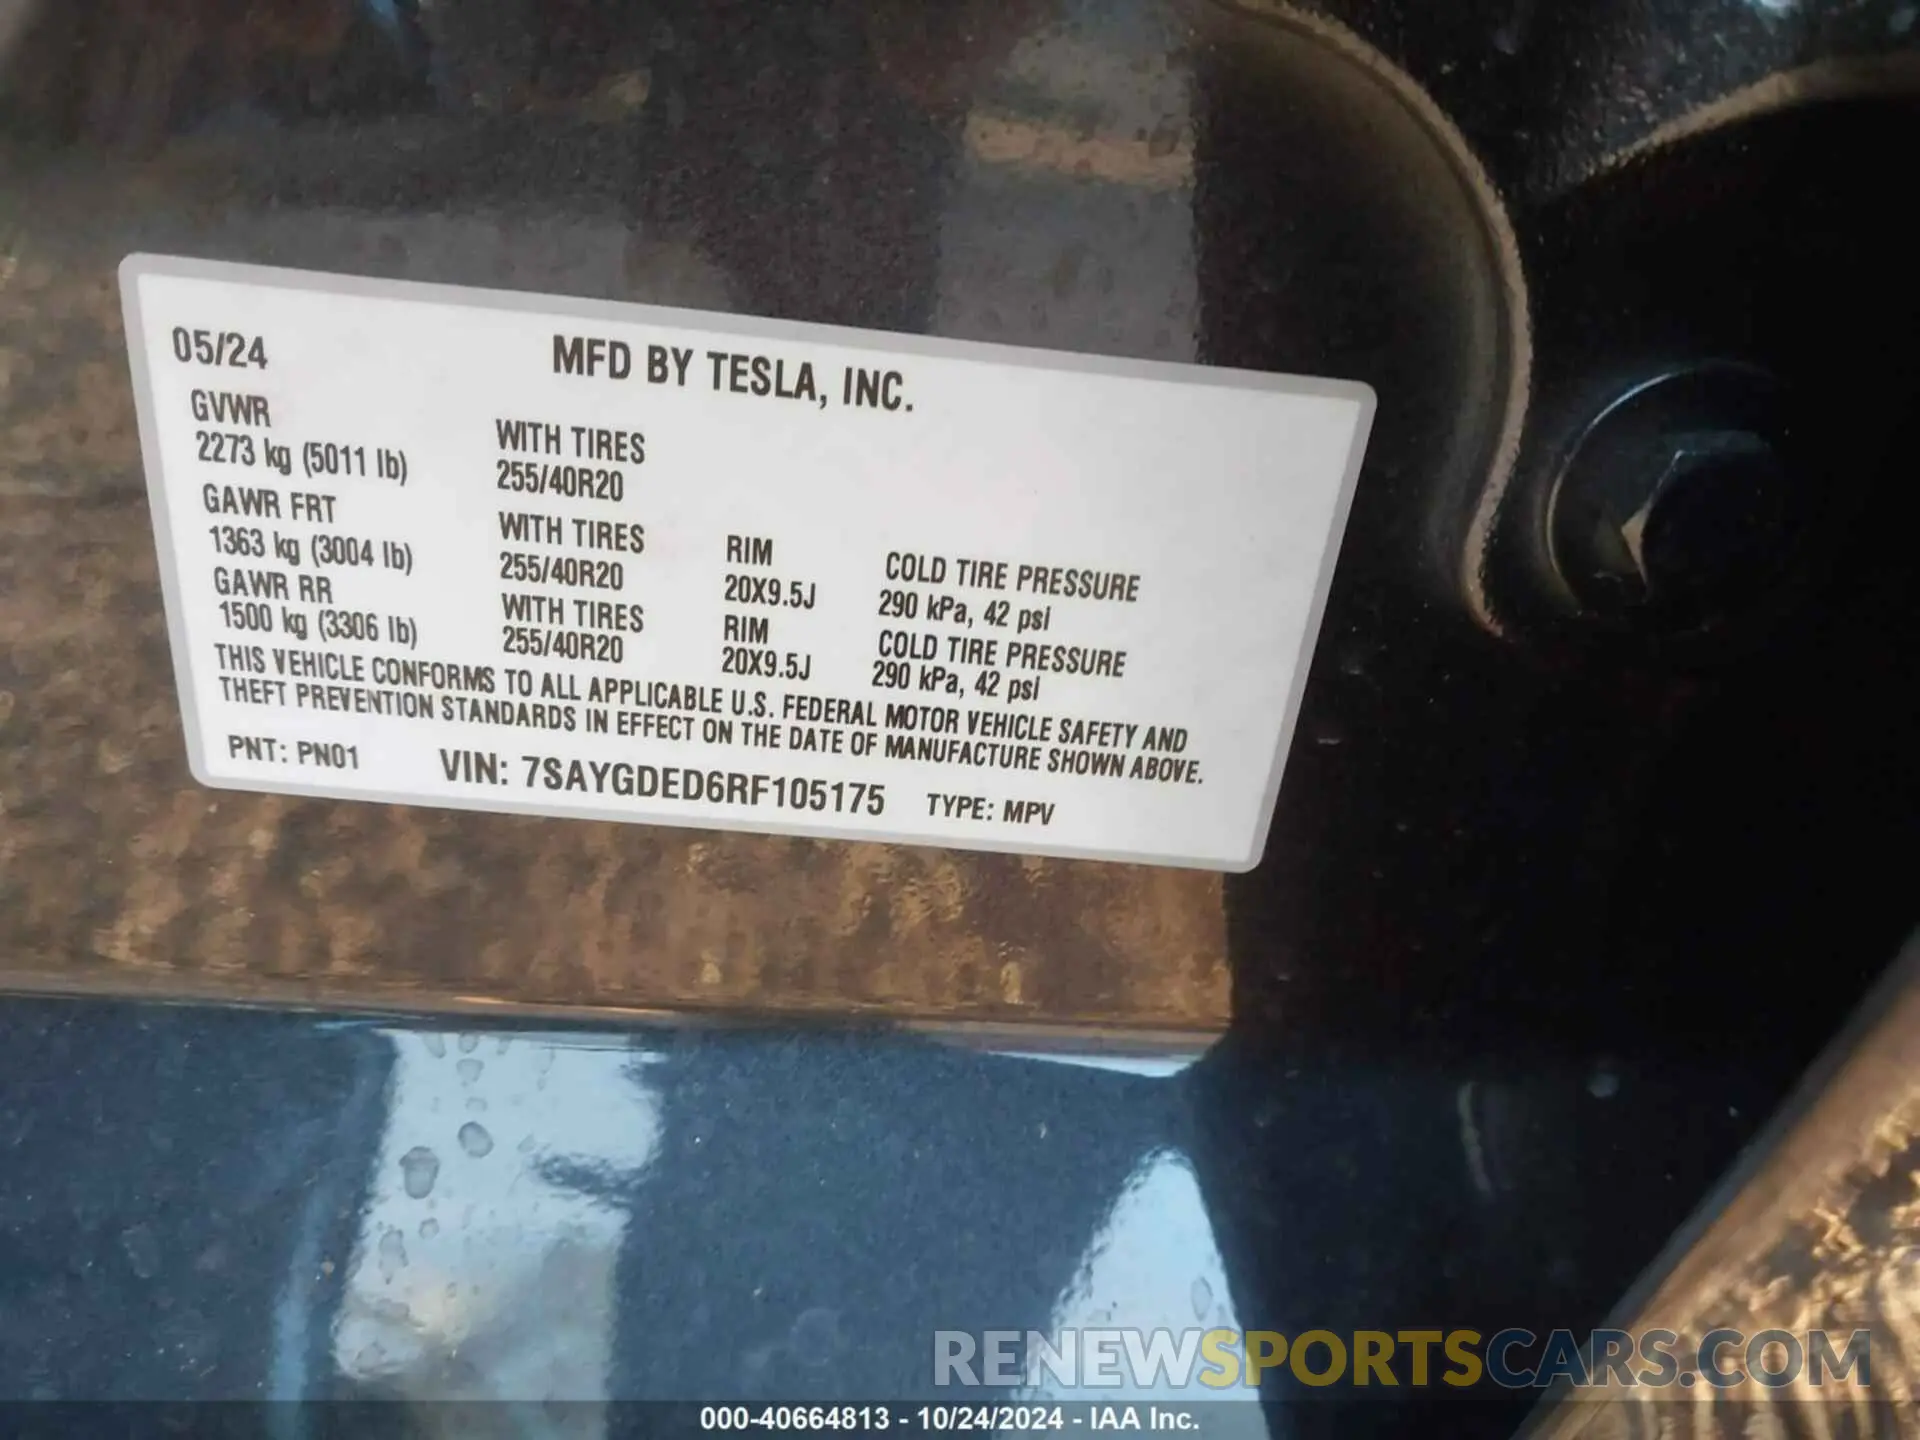 05/24 MFD BY TESLA, INC.
GVWR
2273 kg (5011 lb)
WITH TIRES
255/40R20
GAWR FRT
1363 kg (3004 lb)
WITH TIRES
255/40R20
RIM
20X9.5J
COLD TIRE PRESSURE
290 kPa, 42 psi
GAWR RR
1500 kg (3306 lb)
WITH TIRES
255/40R20
RIM
20X9.5J
COLD TIRE PRESSURE
290 kPa, 42 psi
THIS VEHICLE CONFORMS TO ALL APPLICABLE U.S. FEDERAL MOTOR VEHICLE SAFETY AND
THEFT PREVENTION STANDARDS IN EFFECT ON THE DATE OF MANUFACTURE SHOWN ABOVE.
PNT: PN01 VIN: 7SAYGDED6RF105175 TYPE: MPV
RENEWSPORTSCARS.COM
000-40664813 - 10/24/2024 - IAA Inc.